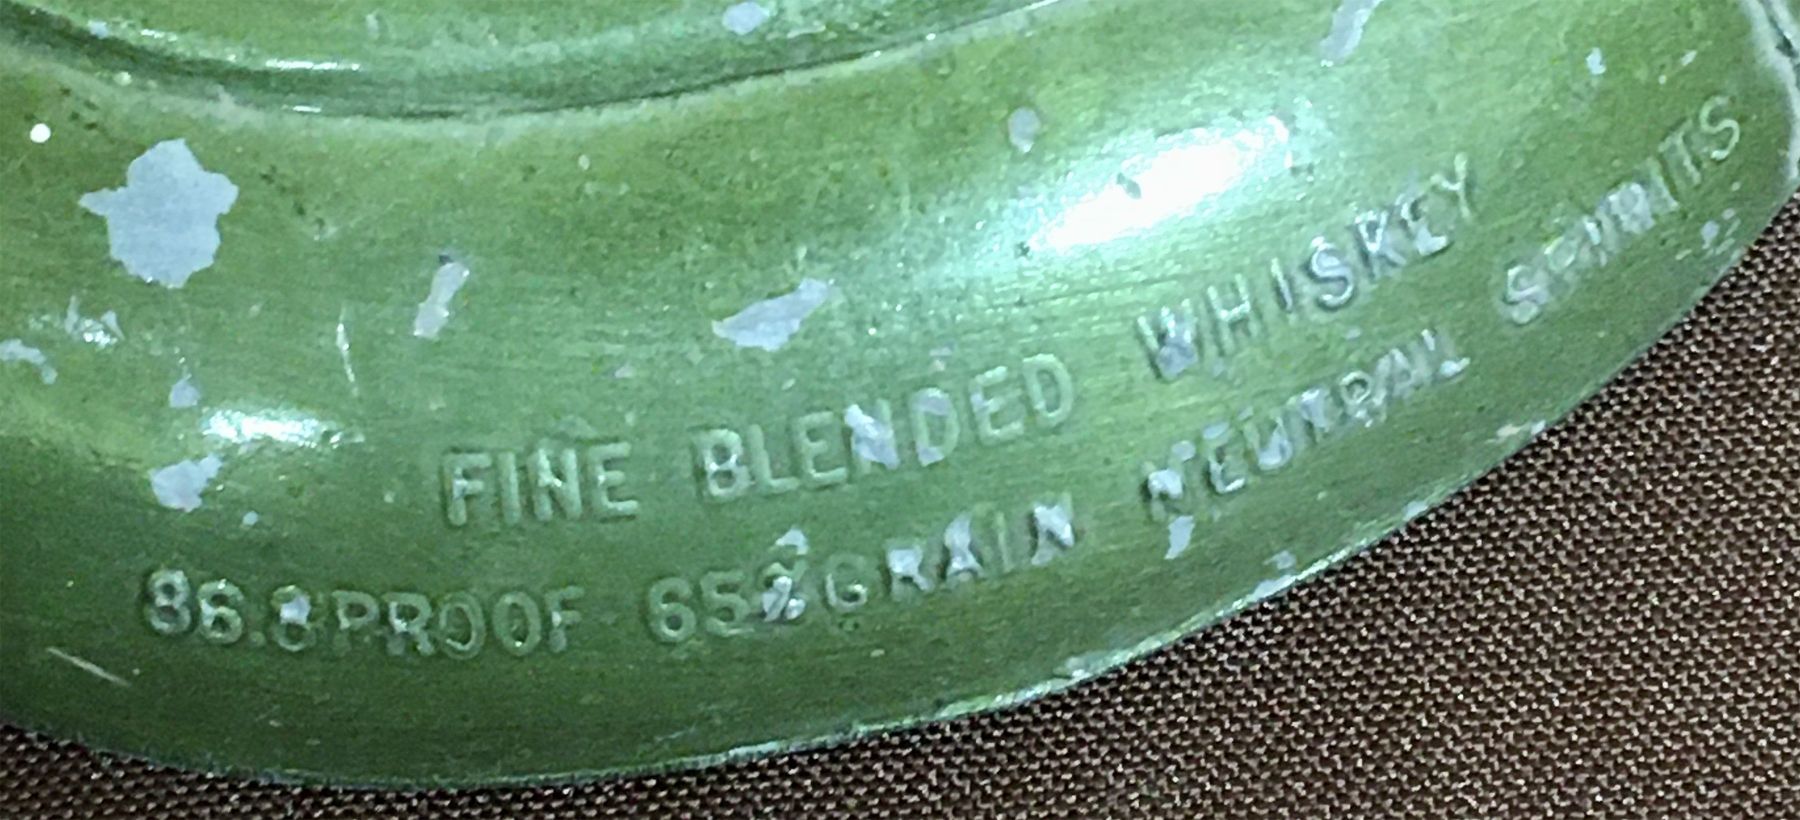 FINE BLENDED WHISKEY
86.8 PROOF 65% GRAIN NEUTRAL SPIRITS